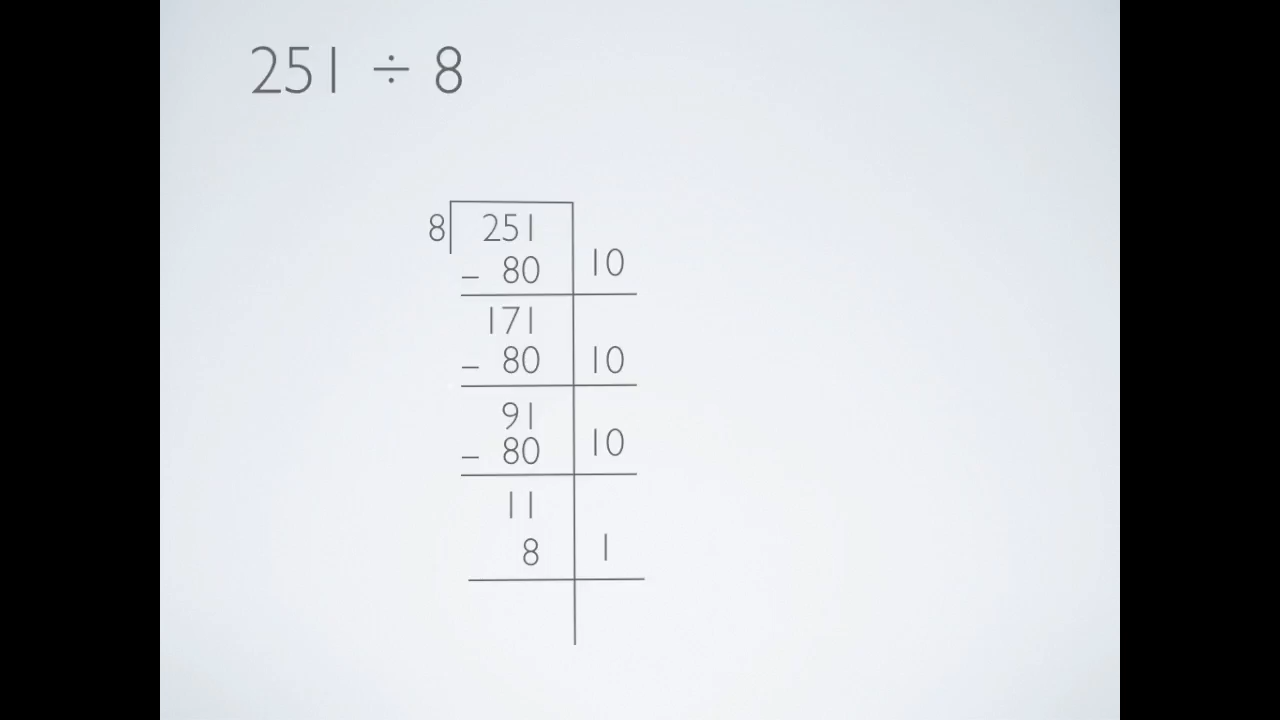 251 ÷ 8
8 251
– 80 10
171
– 80 10
91
– 80 10
11
8 1